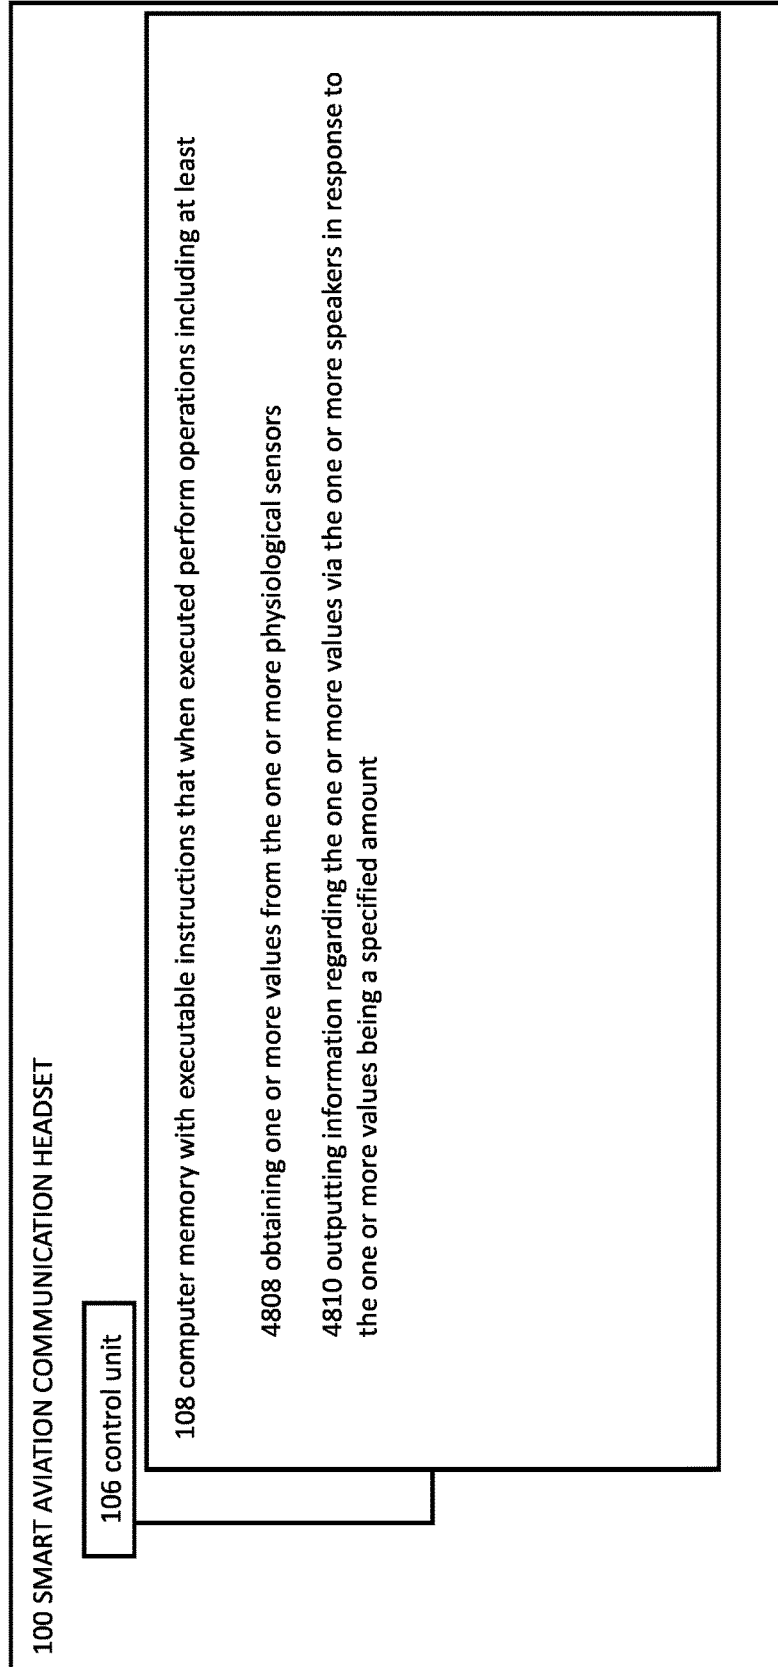 100 SMART AVIATION COMMUNICATION HEADSET
106 control unit
108 computer memory with executable instructions that when executed perform operations including at least
4808 obtaining one or more values from the one or more physiological sensors
4810 outputting information regarding the one or more values via the one or more speakers in response to
the one or more values being a specified amount